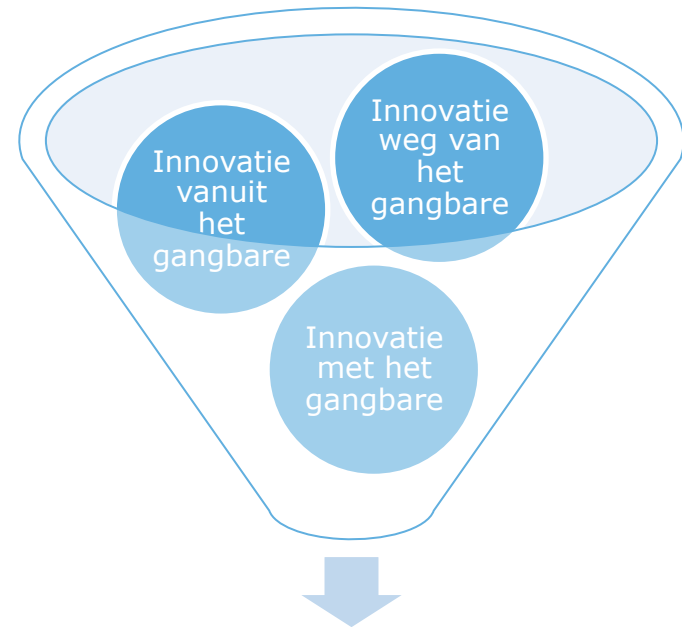 Innovatie
vanuit
het
gangbare
Innovatie
weg van
het
gangbare
Innovatie
met het
gangbare